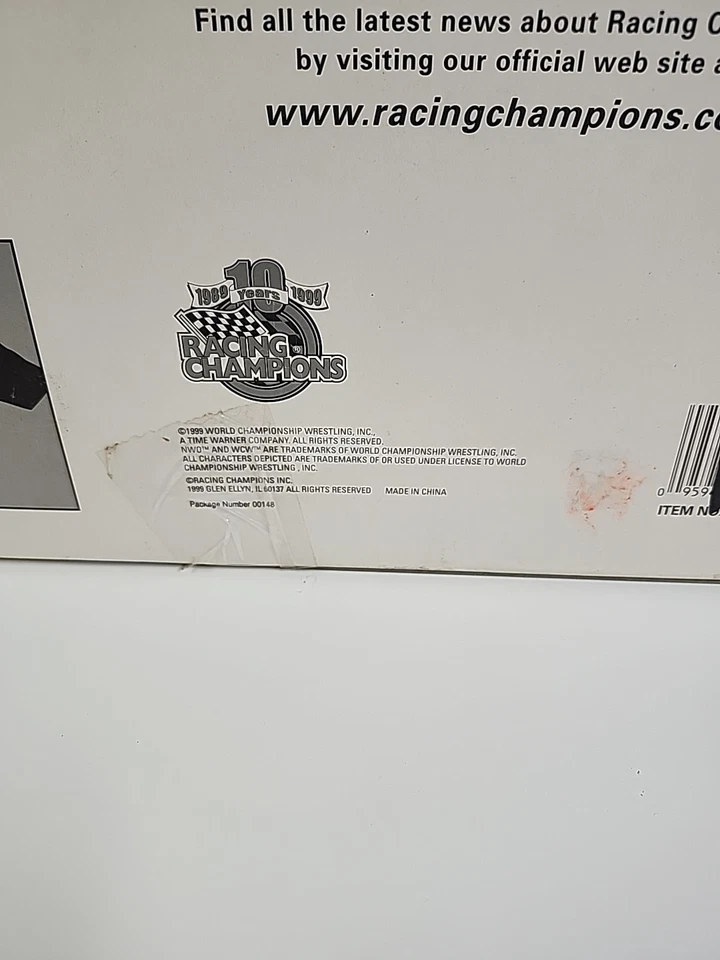 Find all the latest news about Racing C
by visiting our official web site a
www.racingchampions.co
10
1989 Years 1999
RACING®
CHAMPIONS
©1999 WORLD CHAMPIONSHIP WRESTLING, INC.,
A TIME WARNER COMPANY. ALL RIGHTS RESERVED.
NWO™ AND WCW™ ARE TRADEMARKS OF WORLD CHAMPIONSHIP WRESTLING, INC.
ALL CHARACTERS DEPICTED ARE TRADEMARKS OF OR USED UNDER LICENSE TO WORLD
CHAMPIONSHIP WRESTLING , INC.
©RACING CHAMPIONS INC.
1999 GLEN ELLYN, IL 60137 ALL RIGHTS RESERVED MADE IN CHINA
Package Number 00148
0 959
ITEM N